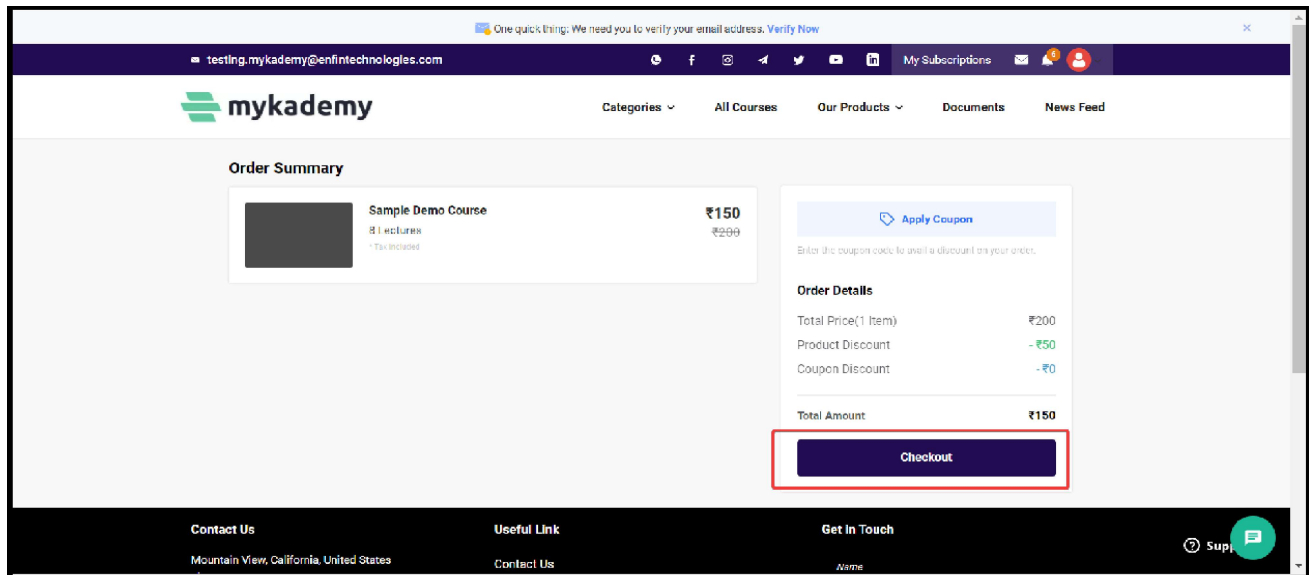 One quick thing: We need you to verify your email address. Verify Now ×
testing.mykademy@enfintechnologies.com My Subscriptions 6
mykademy Categories All Courses Our Products Documents News Feed
Order Summary
Sample Demo Course ₹150
8 Lectures ₹200
* Tax Included
Apply Coupon
Enter the coupon code to avail a discount on your order.
Order Details
Total Price(1 Item) ₹200
Product Discount - ₹50
Coupon Discount - ₹0
Total Amount ₹150
Checkout
Contact Us Useful Link Get In Touch
Mountain View, California, United States Contact Us Name